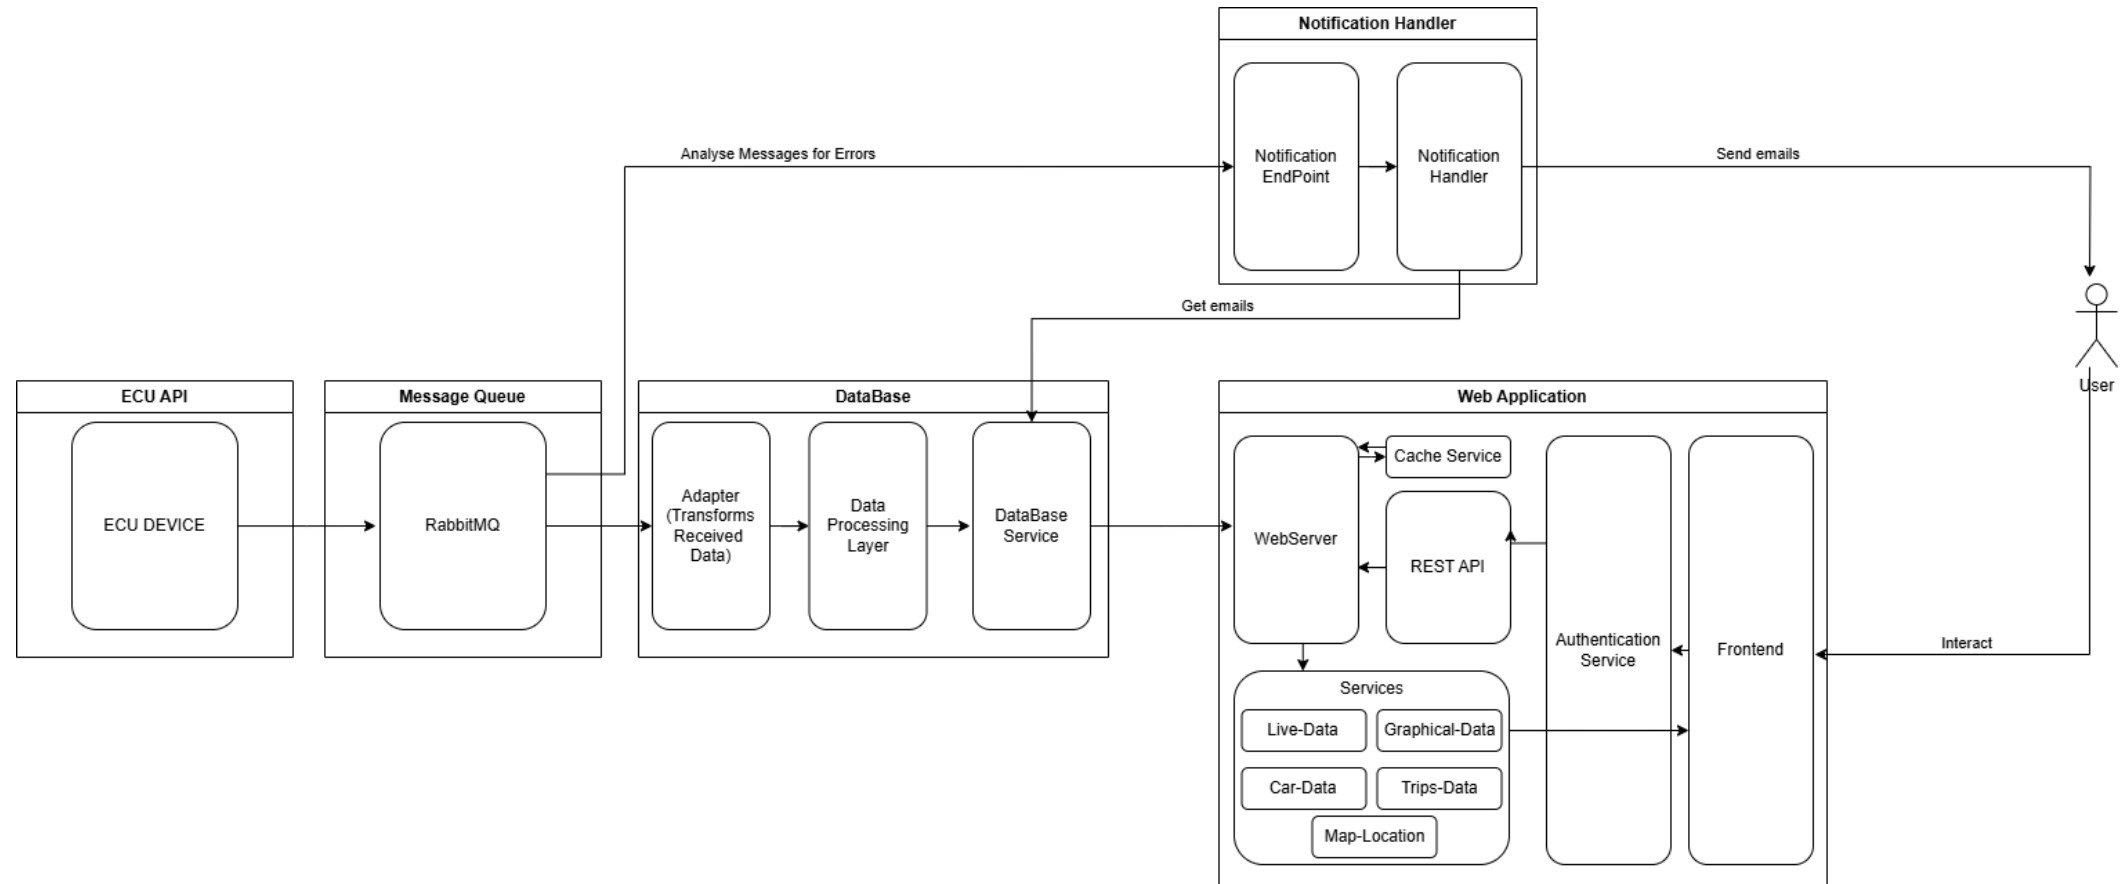 Notification Handler
Notification
EndPoint
Notification
Handler
Analyse Messages for Errors
Send emails
Get emails
User
ECU API
ECU DEVICE
Message Queue
RabbitMQ
DataBase
Adapter
(Transforms
Received
Data)
Data
Processing
Layer
DataBase
Service
Web Application
WebServer
Cache Service
REST API
Authentication
Service
Frontend
Interact
Services
Live-Data
Graphical-Data
Car-Data
Trips-Data
Map-Location